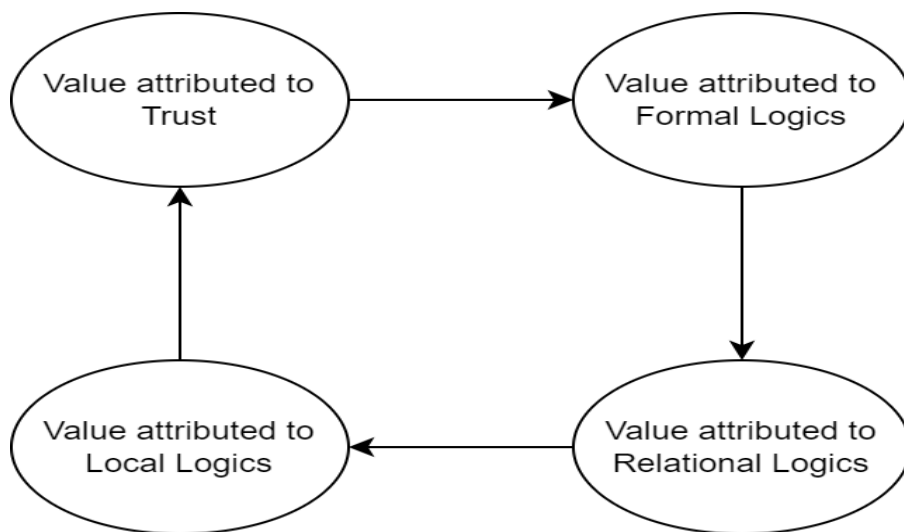 Value attributed to
Trust
Value attributed to
Formal Logics
Value attributed to
Local Logics
Value attributed to
Relational Logics